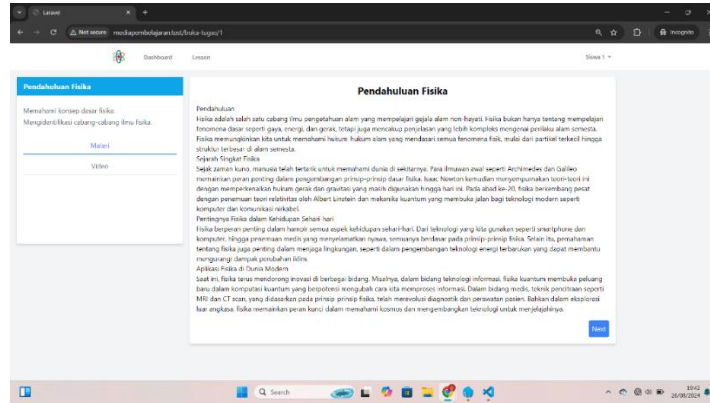 Laravel
Not secure mediapembelajaran.test/buka-tugas/1
Incognito
Dashboard
Lesson
Siswa 1
Pendahuluan Fisika
Memahami konsep dasar fisika.
Mengidentifikasi cabang-cabang ilmu fisika.
Materi
Video
Pendahuluan Fisika
Pendahuluan
Fisika adalah salah satu cabang ilmu pengetahuan alam yang mempelajari gejala alam non-hayati. Fisika bukan hanya tentang mempelajari
fenomena dasar seperti gaya, energi, dan gerak, tetapi juga mencakup penjelasan yang lebih kompleks mengenai perilaku alam semesta.
Fisika memungkinkan kita untuk memahami hukum-hukum alam yang mendasari semua fenomena fisik, mulai dari partikel terkecil hingga
struktur terbesar di alam semesta.
Sejarah Singkat Fisika
Sejak zaman kuno, manusia telah tertarik untuk memahami dunia di sekitarnya. Para ilmuwan awal seperti Archimedes dan Galileo
memainkan peran penting dalam pengembangan prinsip-prinsip dasar fisika. Isaac Newton kemudian menyempurnakan teori-teori ini
dengan memperkenalkan hukum gerak dan gravitasi yang masih digunakan hingga hari ini. Pada abad ke-20, fisika berkembang pesat
dengan penemuan teori relativitas oleh Albert Einstein dan mekanika kuantum yang membuka jalan bagi teknologi modern seperti
komputer dan komunikasi nirkabel.
Pentingnya Fisika dalam Kehidupan Sehari-hari
Fisika berperan penting dalam hampir semua aspek kehidupan sehari-hari. Dari teknologi yang kita gunakan seperti smartphone dan
komputer, hingga penemuan medis yang menyelamatkan nyawa, semuanya berdasar pada prinsip-prinsip fisika. Selain itu, pemahaman
tentang fisika juga penting dalam menjaga lingkungan, seperti dalam pengembangan teknologi energi terbarukan yang dapat membantu
mengurangi dampak perubahan iklim.
Aplikasi Fisika di Dunia Modern
Saat ini, fisika terus mendorong inovasi di berbagai bidang. Misalnya, dalam bidang teknologi informasi, fisika kuantum membuka peluang
baru dalam komputasi kuantum yang berpotensi mengubah cara kita memproses informasi. Dalam bidang medis, teknik pencitraan seperti
MRI dan CT scan, yang didasarkan pada prinsip-prinsip fisika, telah merevolusi diagnostik dan perawatan pasien. Bahkan dalam eksplorasi
luar angkasa, fisika memainkan peran kunci dalam memahami kosmos dan mengembangkan teknologi untuk menjelajahinya.
Next
Search
19:42
26/08/2024